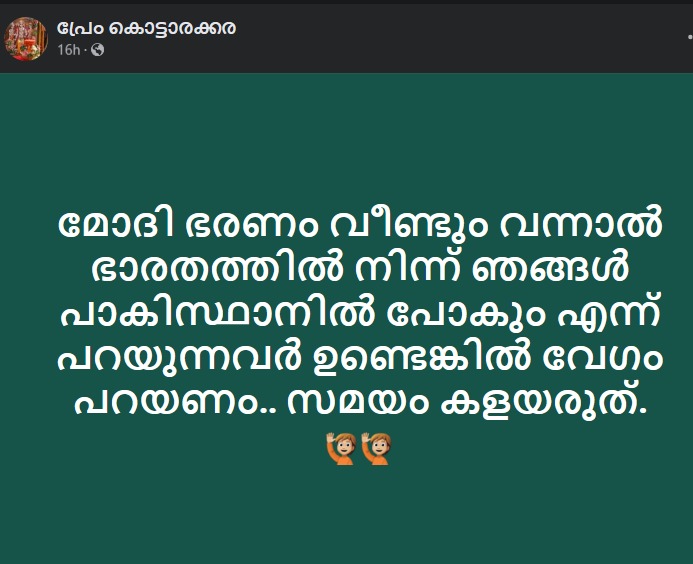 പ്രേം കൊട്ടാരക്കര
16h
മോദി ഭരണം വീണ്ടും വന്നാൽ
ഭാരതത്തിൽ നിന്ന് ഞങ്ങൾ
പാകിസ്ഥാനിൽ പോകും എന്ന്
പറയുന്നവർ ഉണ്ടെങ്കിൽ വേഗം
പറയണം.. സമയം കളയരുത്.
🙋🏼🙋🏼